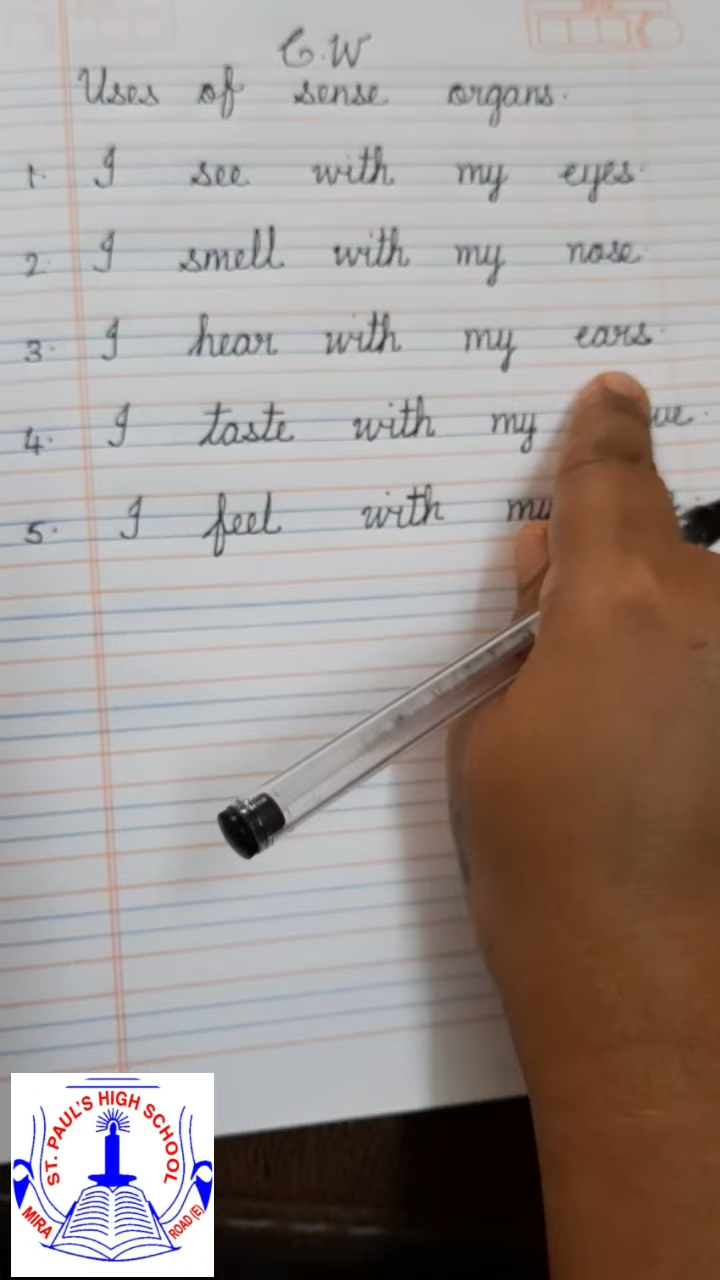 C.W
Uses of sense organs.
1. I see with my eyes.
2. I smell with my nose.
3. I hear with my ears.
4. I taste with my
5. I feel with my
ST. PAUL'S HIGH SCHOOL
MIRA ROAD (E)